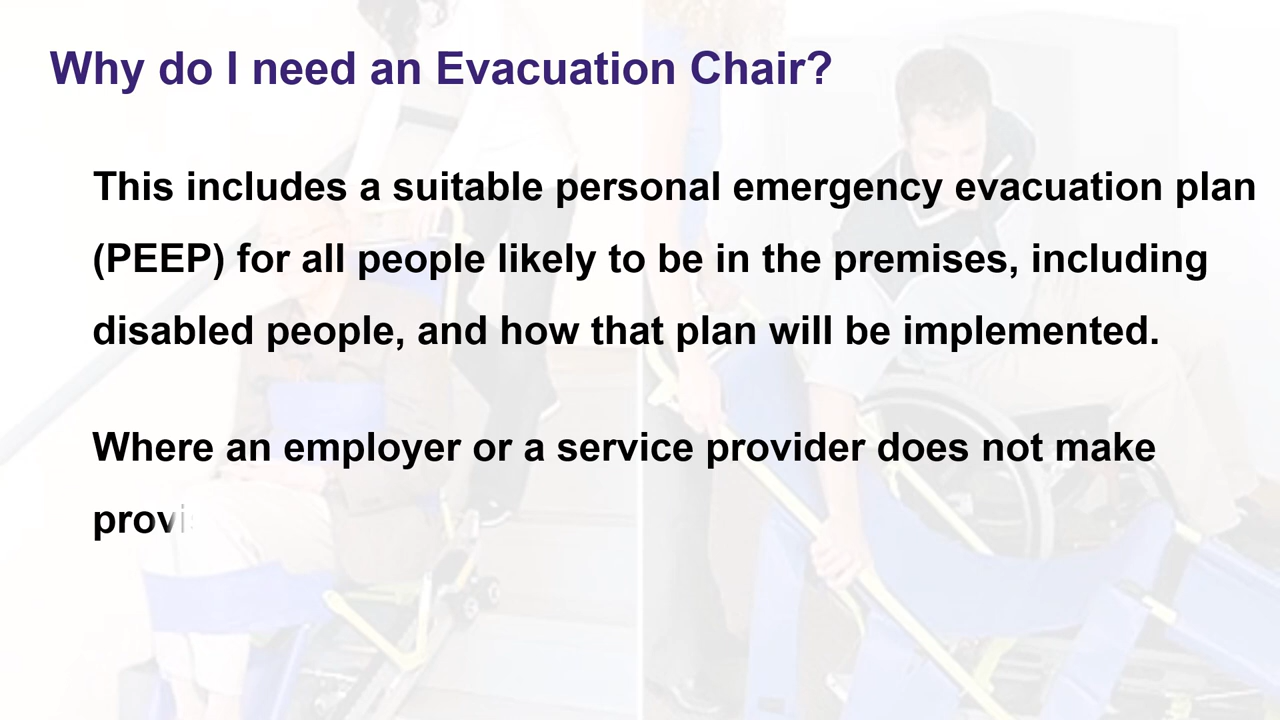 Why do I need an Evacuation Chair?
This includes a suitable personal emergency evacuation plan
(PEEP) for all people likely to be in the premises, including
disabled people, and how that plan will be implemented.
Where an employer or a service provider does not make